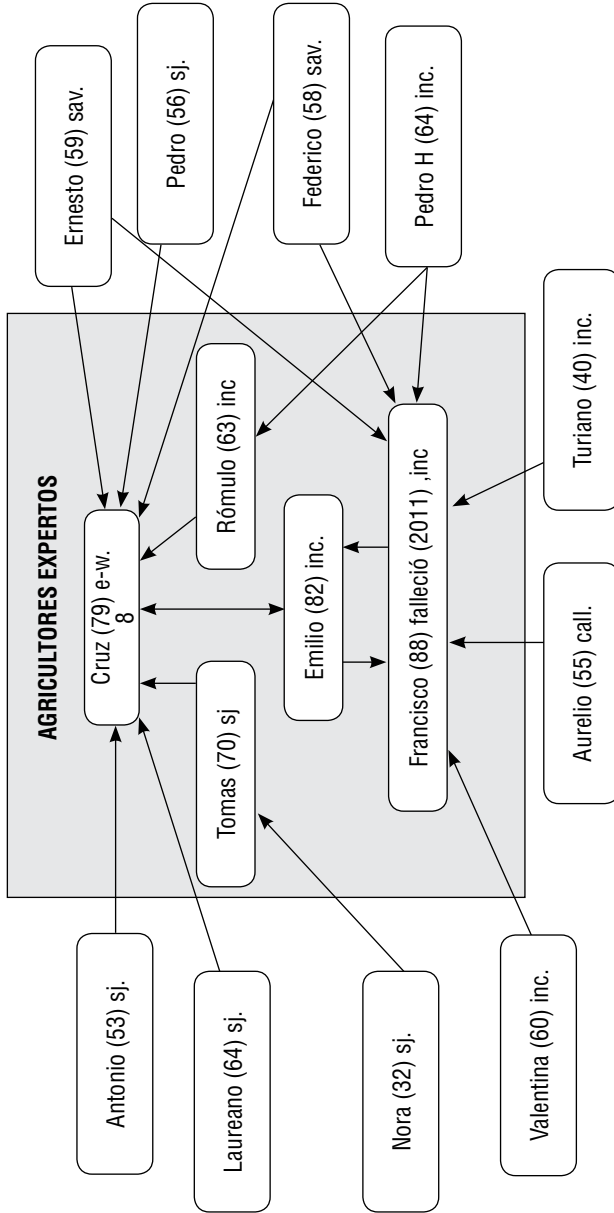 AGRICULTORES EXPERTOS
Antonio (53) sj.
Laureano (64) sj.
Nora (32) sj.
Valentina (60) inc.
Cruz (79) e-w.
8
Tomas (70) sj
Rómulo (63) inc
Emilio (82) inc.
Francisco (88) falleció (2011) ,inc
Aurelio (55) call.
Turiano (40) inc.
Ernesto (59) sav.
Pedro (56) sj.
Federico (58) sav.
Pedro H (64) inc.